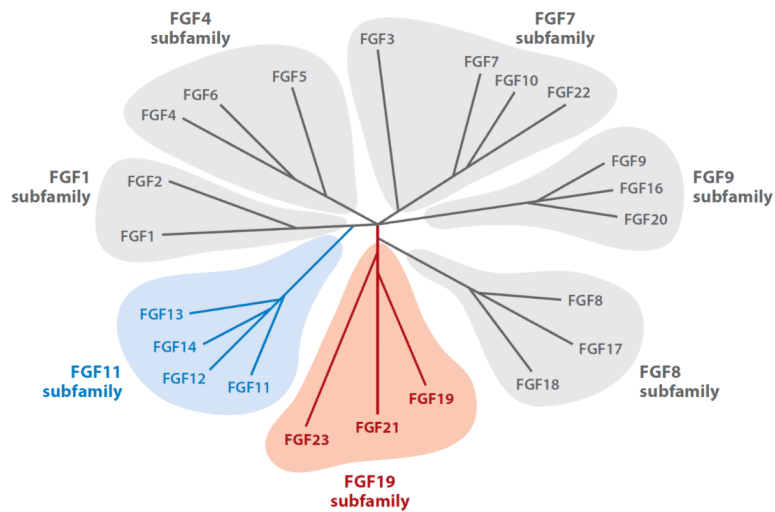 FGF4
subfamily
FGF7
subfamily
FGF3
FGF7
FGF10
FGF22
FGF5
FGF6
FGF4
FGF1
subfamily
FGF2
FGF1
FGF9
FGF16
FGF20
FGF9
subfamily
FGF13
FGF14
FGF12
FGF11
FGF11
subfamily
FGF8
FGF17
FGF18
FGF8
subfamily
FGF19
FGF21
FGF23
FGF19
subfamily